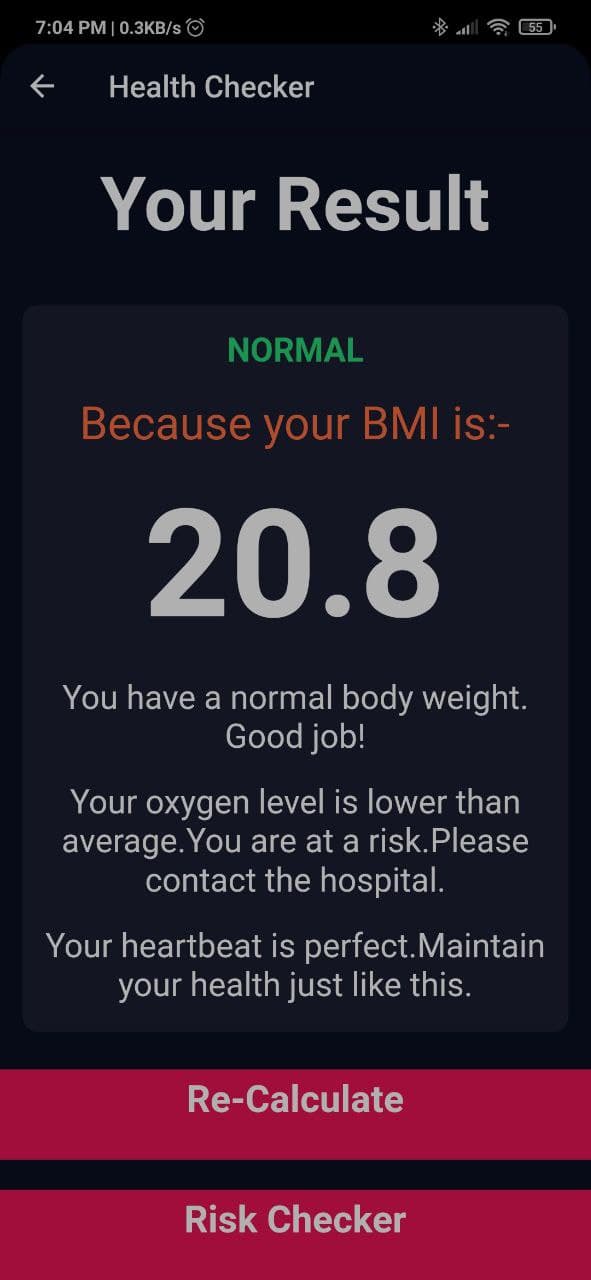 7:04 PM | 0.3KB/s
55
Health Checker
Your Result
NORMAL
Because your BMI is:-
20.8
You have a normal body weight.
Good job!
Your oxygen level is lower than
average.You are at a risk.Please
contact the hospital.
Your heartbeat is perfect.Maintain
your health just like this.
Re-Calculate
Risk Checker